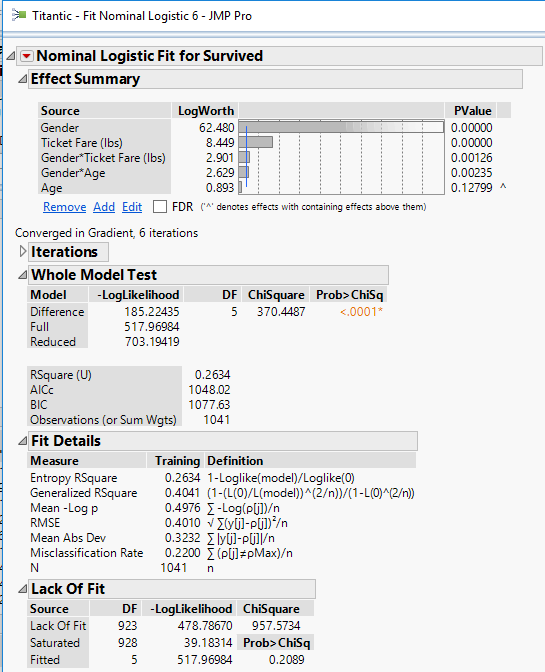 Titantic - Fit Nominal Logistic 6 - JMP Pro
Nominal Logistic Fit for Survived
Effect Summary
Source LogWorth PValue
Gender 62.480 0.00000
Ticket Fare (lbs) 8.449 0.00000
Gender*Ticket Fare (lbs) 2.901 0.00126
Gender*Age 2.629 0.00235
Age 0.893 0.12799 ^
Remove Add Edit FDR ('^' denotes effects with containing effects above them)
Converged in Gradient, 6 iterations
Iterations
Whole Model Test
Model -LogLikelihood DF ChiSquare Prob>ChiSq
Difference 185.22435 5 370.4487 <.0001*
Full 517.96984
Reduced 703.19419
RSquare (U) 0.2634
AICc 1048.02
BIC 1077.63
Observations (or Sum Wgts) 1041
Fit Details
Measure Training Definition
Entropy RSquare 0.2634 1-Loglike(model)/Loglike(0)
Generalized RSquare 0.4041 (1-(L(0)/L(model))^(2/n))/(1-L(0)^(2/n))
Mean -Log p 0.4976 ∑ -Log(ρ[j])/n
RMSE 0.4010 √ ∑(y[j]-ρ[j])²/n
Mean Abs Dev 0.3232 ∑ |y[j]-ρ[j]|/n
Misclassification Rate 0.2200 ∑ (ρ[j]≠ρMax)/n
N 1041 n
Lack Of Fit
Source DF -LogLikelihood ChiSquare
Lack Of Fit 923 478.78670 957.5734
Saturated 928 39.18314 Prob>ChiSq
Fitted 5 517.96984 0.2089